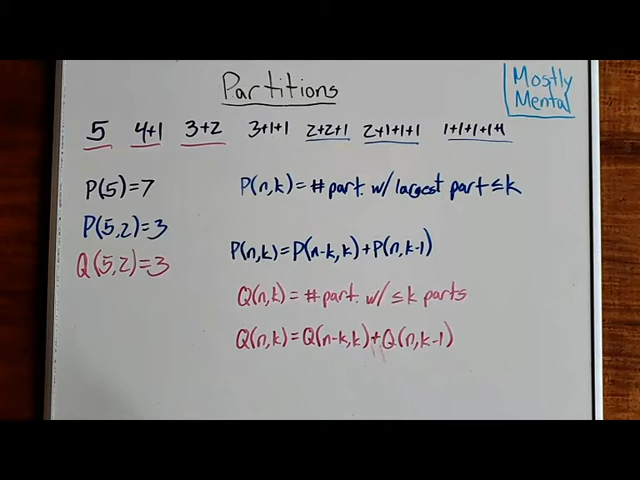 Partitions
Mostly
Mental
5 4+1 3+2 3+1+1 2+2+1 2+1+1+1 1+1+1+1+1
P(5)=7 P(n,k)=# part. w/ largest part ≤k
P(5,2)=3
P(n,k)=P(n-k,k)+P(n,k-1)
Q(5,2)=3
Q(n,k)=# part. w/ ≤k parts
Q(n,k)=Q(n-k,k)+Q(n,k-1)